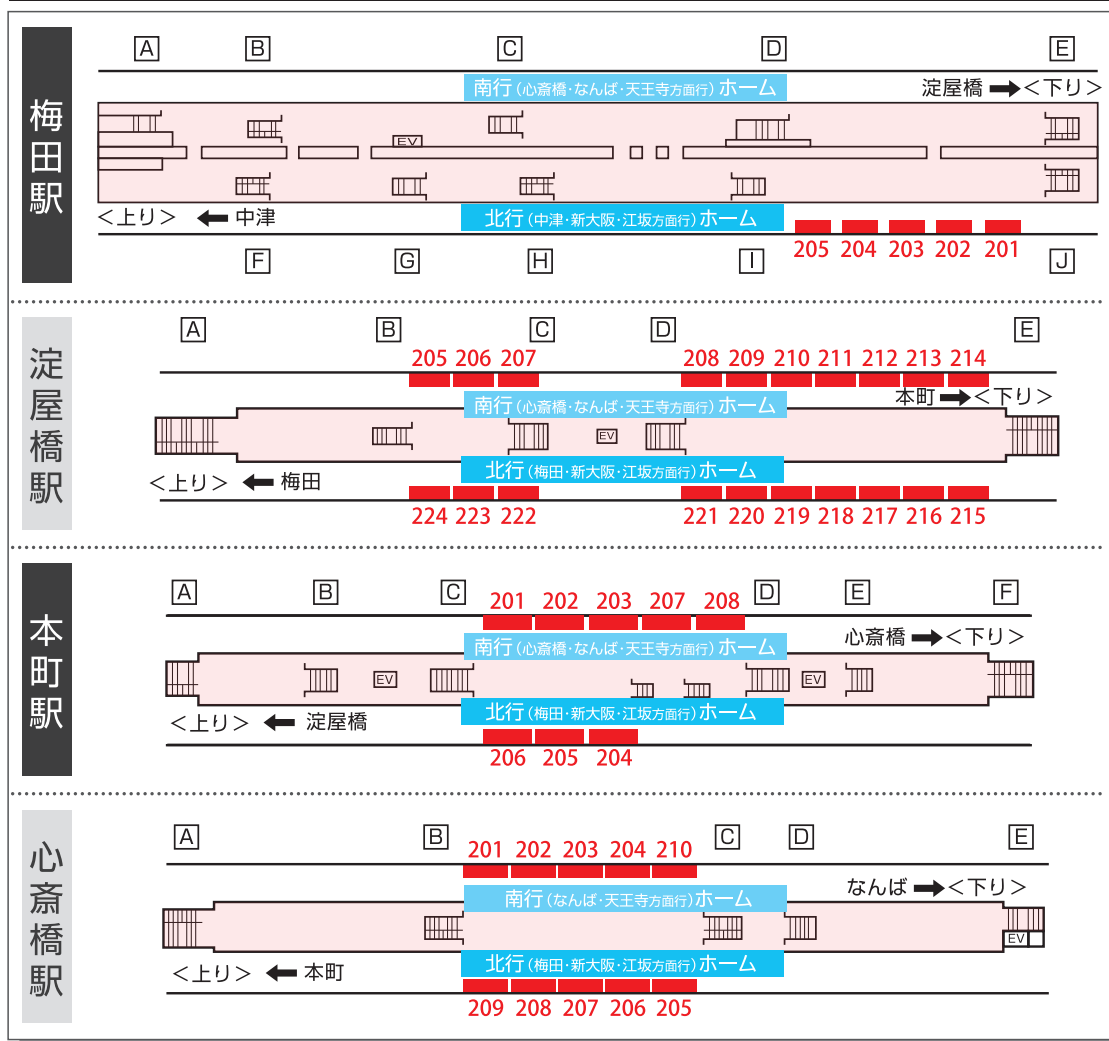 梅田駅
A B C D E
南行(心斎橋・なんば・天王寺方面行)ホーム
淀屋橋 ➡ <下り>
EV
<上り> ⬅ 中津
北行(中津・新大阪・江坂方面行)ホーム
205 204 203 202 201
F G H I J
淀屋橋駅
A B C D E
205 206 207 208 209 210 211 212 213 214
南行(心斎橋・なんば・天王寺方面行)ホーム
本町 ➡ <下り>
EV
<上り> ⬅ 梅田
北行(梅田・新大阪・江坂方面行)ホーム
224 223 222 221 220 219 218 217 216 215
本町駅
A B C D E F
201 202 203 207 208
南行(心斎橋・なんば・天王寺方面行)ホーム
心斎橋 ➡ <下り>
EV EV
<上り> ⬅ 淀屋橋
北行(梅田・新大阪・江坂方面行)ホーム
206 205 204
心斎橋駅
A B C D E
201 202 203 204 210
南行(なんば・天王寺方面行)ホーム
なんば ➡ <下り>
EV
<上り> ⬅ 本町
北行(梅田・新大阪・江坂方面行)ホーム
209 208 207 206 205